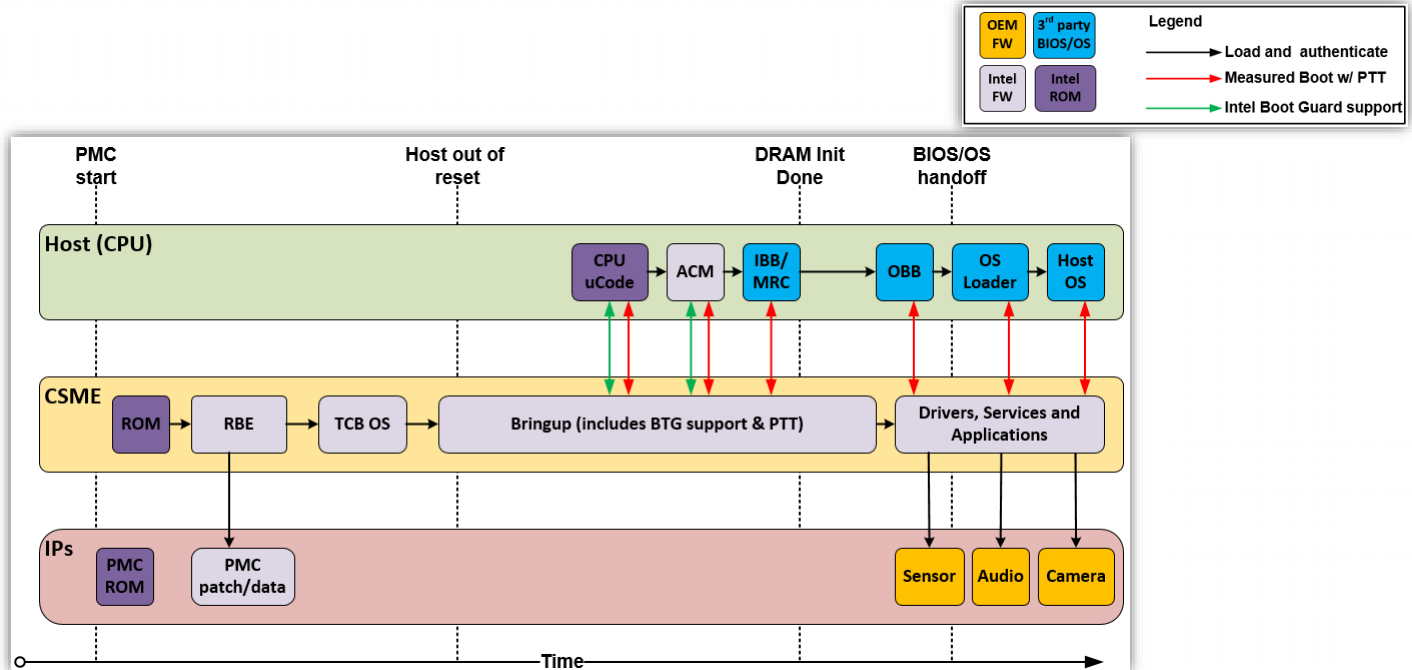 OEM
FW
3rd party
BIOS/OS
Intel
FW
Intel
ROM
Legend
Load and authenticate
Measured Boot w/ PTT
Intel Boot Guard support
PMC
start
Host out of
reset
DRAM Init
Done
BIOS/OS
handoff
Host (CPU)
CPU
uCode
ACM
IBB/
MRC
OBB
OS
Loader
Host
OS
CSME
ROM
RBE
TCB OS
Bringup (includes BTG support & PTT)
Drivers, Services and
Applications
IPs
PMC
ROM
PMC
patch/data
Sensor
Audio
Camera
Time